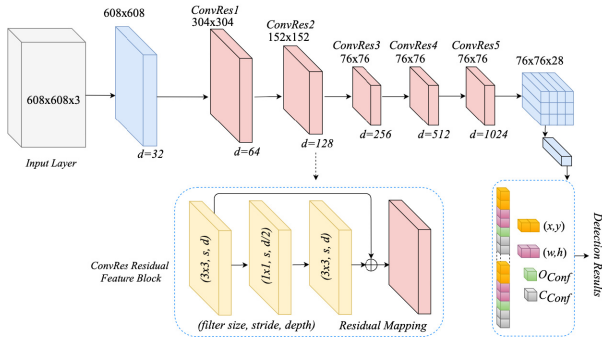 608x608
ConvRes1
304x304
ConvRes2
152x152
ConvRes3
76x76
ConvRes4
76x76
ConvRes5
76x76
76x76x28
608x608x3
Input Layer
d=32
d=64
d=128
d=256
d=512
d=1024
(3x3, s, d)
(1x1, s, d/2)
(3x3, s, d)
ConvRes Residual
Feature Block
(filter size, stride, depth)
Residual Mapping
(x,y)
(w,h)
OConf
CConf
Detection Results